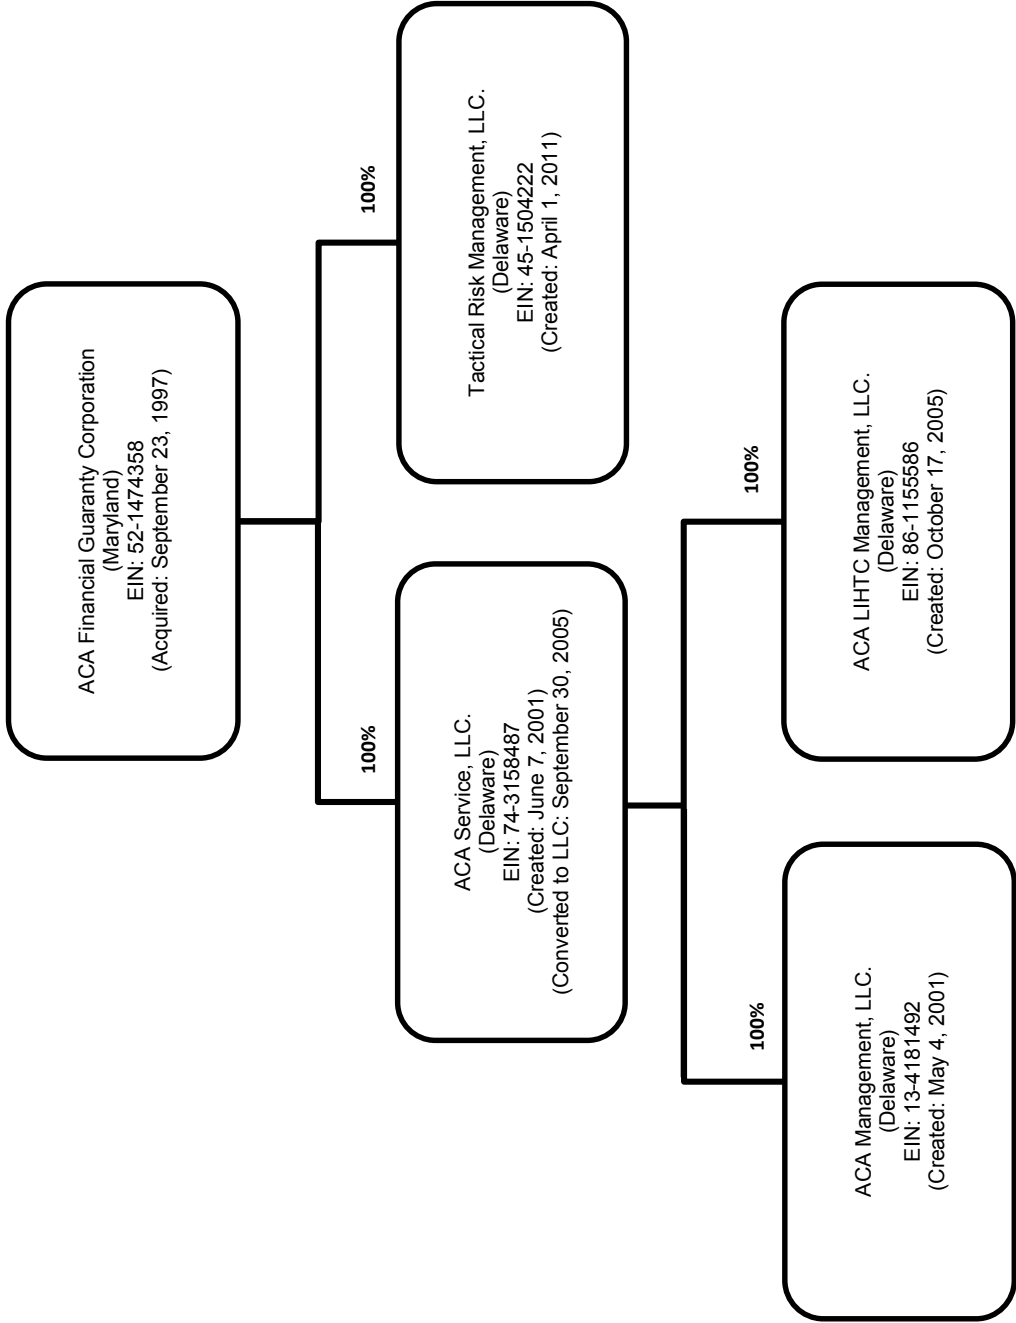 ACA Financial Guaranty Corporation
(Maryland)
EIN: 52-1474358
(Acquired: September 23, 1997)
100%
100%
ACA Service, LLC.
(Delaware)
EIN: 74-3158487
(Created: June 7, 2001)
(Converted to LLC: September 30, 2005)
Tactical Risk Management, LLC.
(Delaware)
EIN: 45-1504222
(Created: April 1, 2011)
100%
100%
ACA Management, LLC.
(Delaware)
EIN: 13-4181492
(Created: May 4, 2001)
ACA LIHTC Management, LLC.
(Delaware)
EIN: 86-1155586
(Created: October 17, 2005)